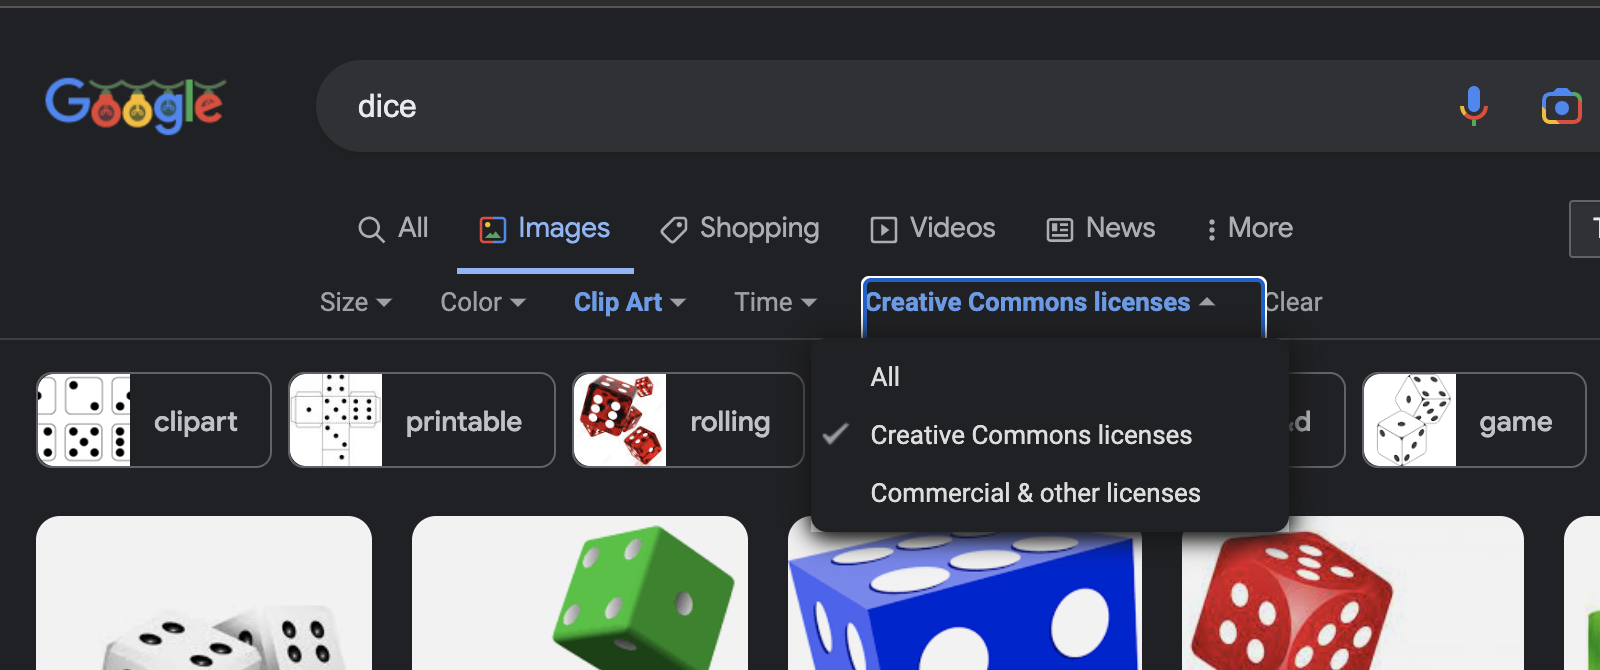 Google
dice
All Images Shopping Videos News More
Size Color Clip Art Time Creative Commons licenses Clear
All
Creative Commons licenses
Commercial & other licenses
clipart printable rolling game